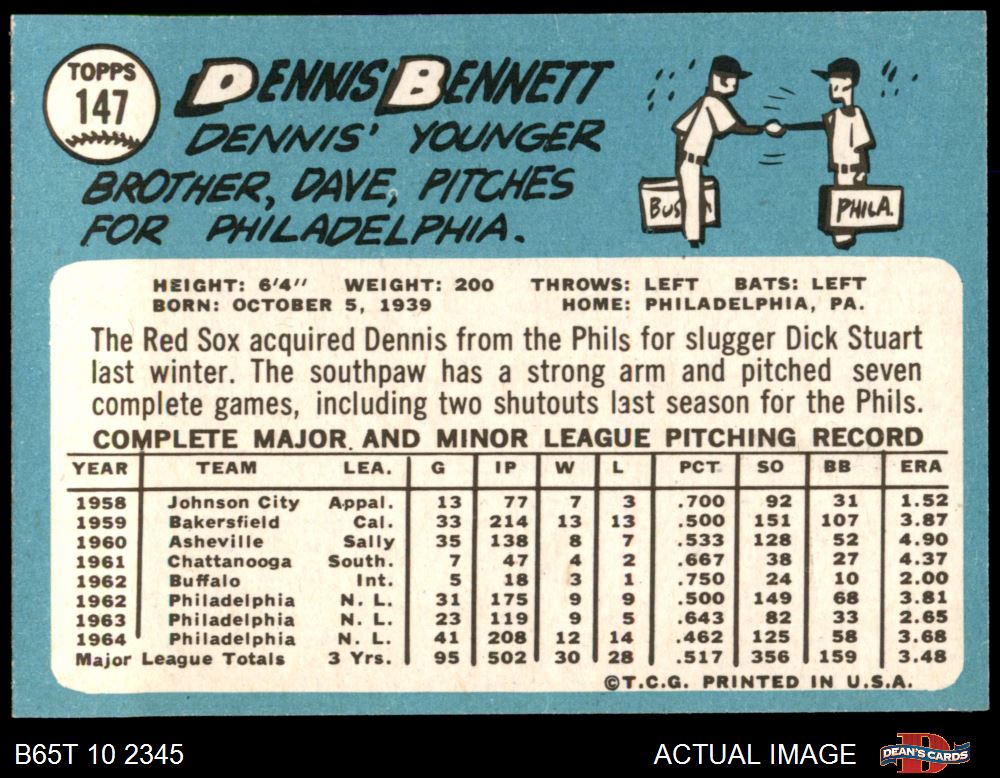 TOPPS
147
DENNIS BENNETT
DENNIS' YOUNGER
BROTHER, DAVE, PITCHES
FOR PHILADELPHIA.
PHILA.
HEIGHT: 6'4" WEIGHT: 200 THROWS: LEFT BATS: LEFT
BORN: OCTOBER 5, 1939 HOME: PHILADELPHIA, PA.
The Red Sox acquired Dennis from the Phils for slugger Dick Stuart
last winter. The southpaw has a strong arm and pitched seven
complete games, including two shutouts last season for the Phils.
COMPLETE MAJOR AND MINOR LEAGUE PITCHING RECORD
YEAR TEAM LEA. G IP W L PCT SO BB ERA
1958 Johnson City Appal. 13 77 7 3 .700 92 31 1.52
1959 Bakersfield Cal. 33 214 13 13 .500 151 107 3.87
1960 Asheville Sally 35 138 8 7 .533 128 52 4.90
1961 Chattanooga South. 7 47 4 2 .667 38 27 4.37
1962 Buffalo Int. 5 18 3 1 .750 24 10 2.00
1962 Philadelphia N. L. 31 175 9 9 .500 149 68 3.81
1963 Philadelphia N. L. 23 119 9 5 .643 82 33 2.65
1964 Philadelphia N. L. 41 208 12 14 .462 125 58 3.68
Major League Totals 3 Yrs. 95 502 30 28 .517 356 159 3.48
©T.C.G. PRINTED IN U.S.A.
B65T 10 2345 ACTUAL IMAGE DEAN'S CARDS